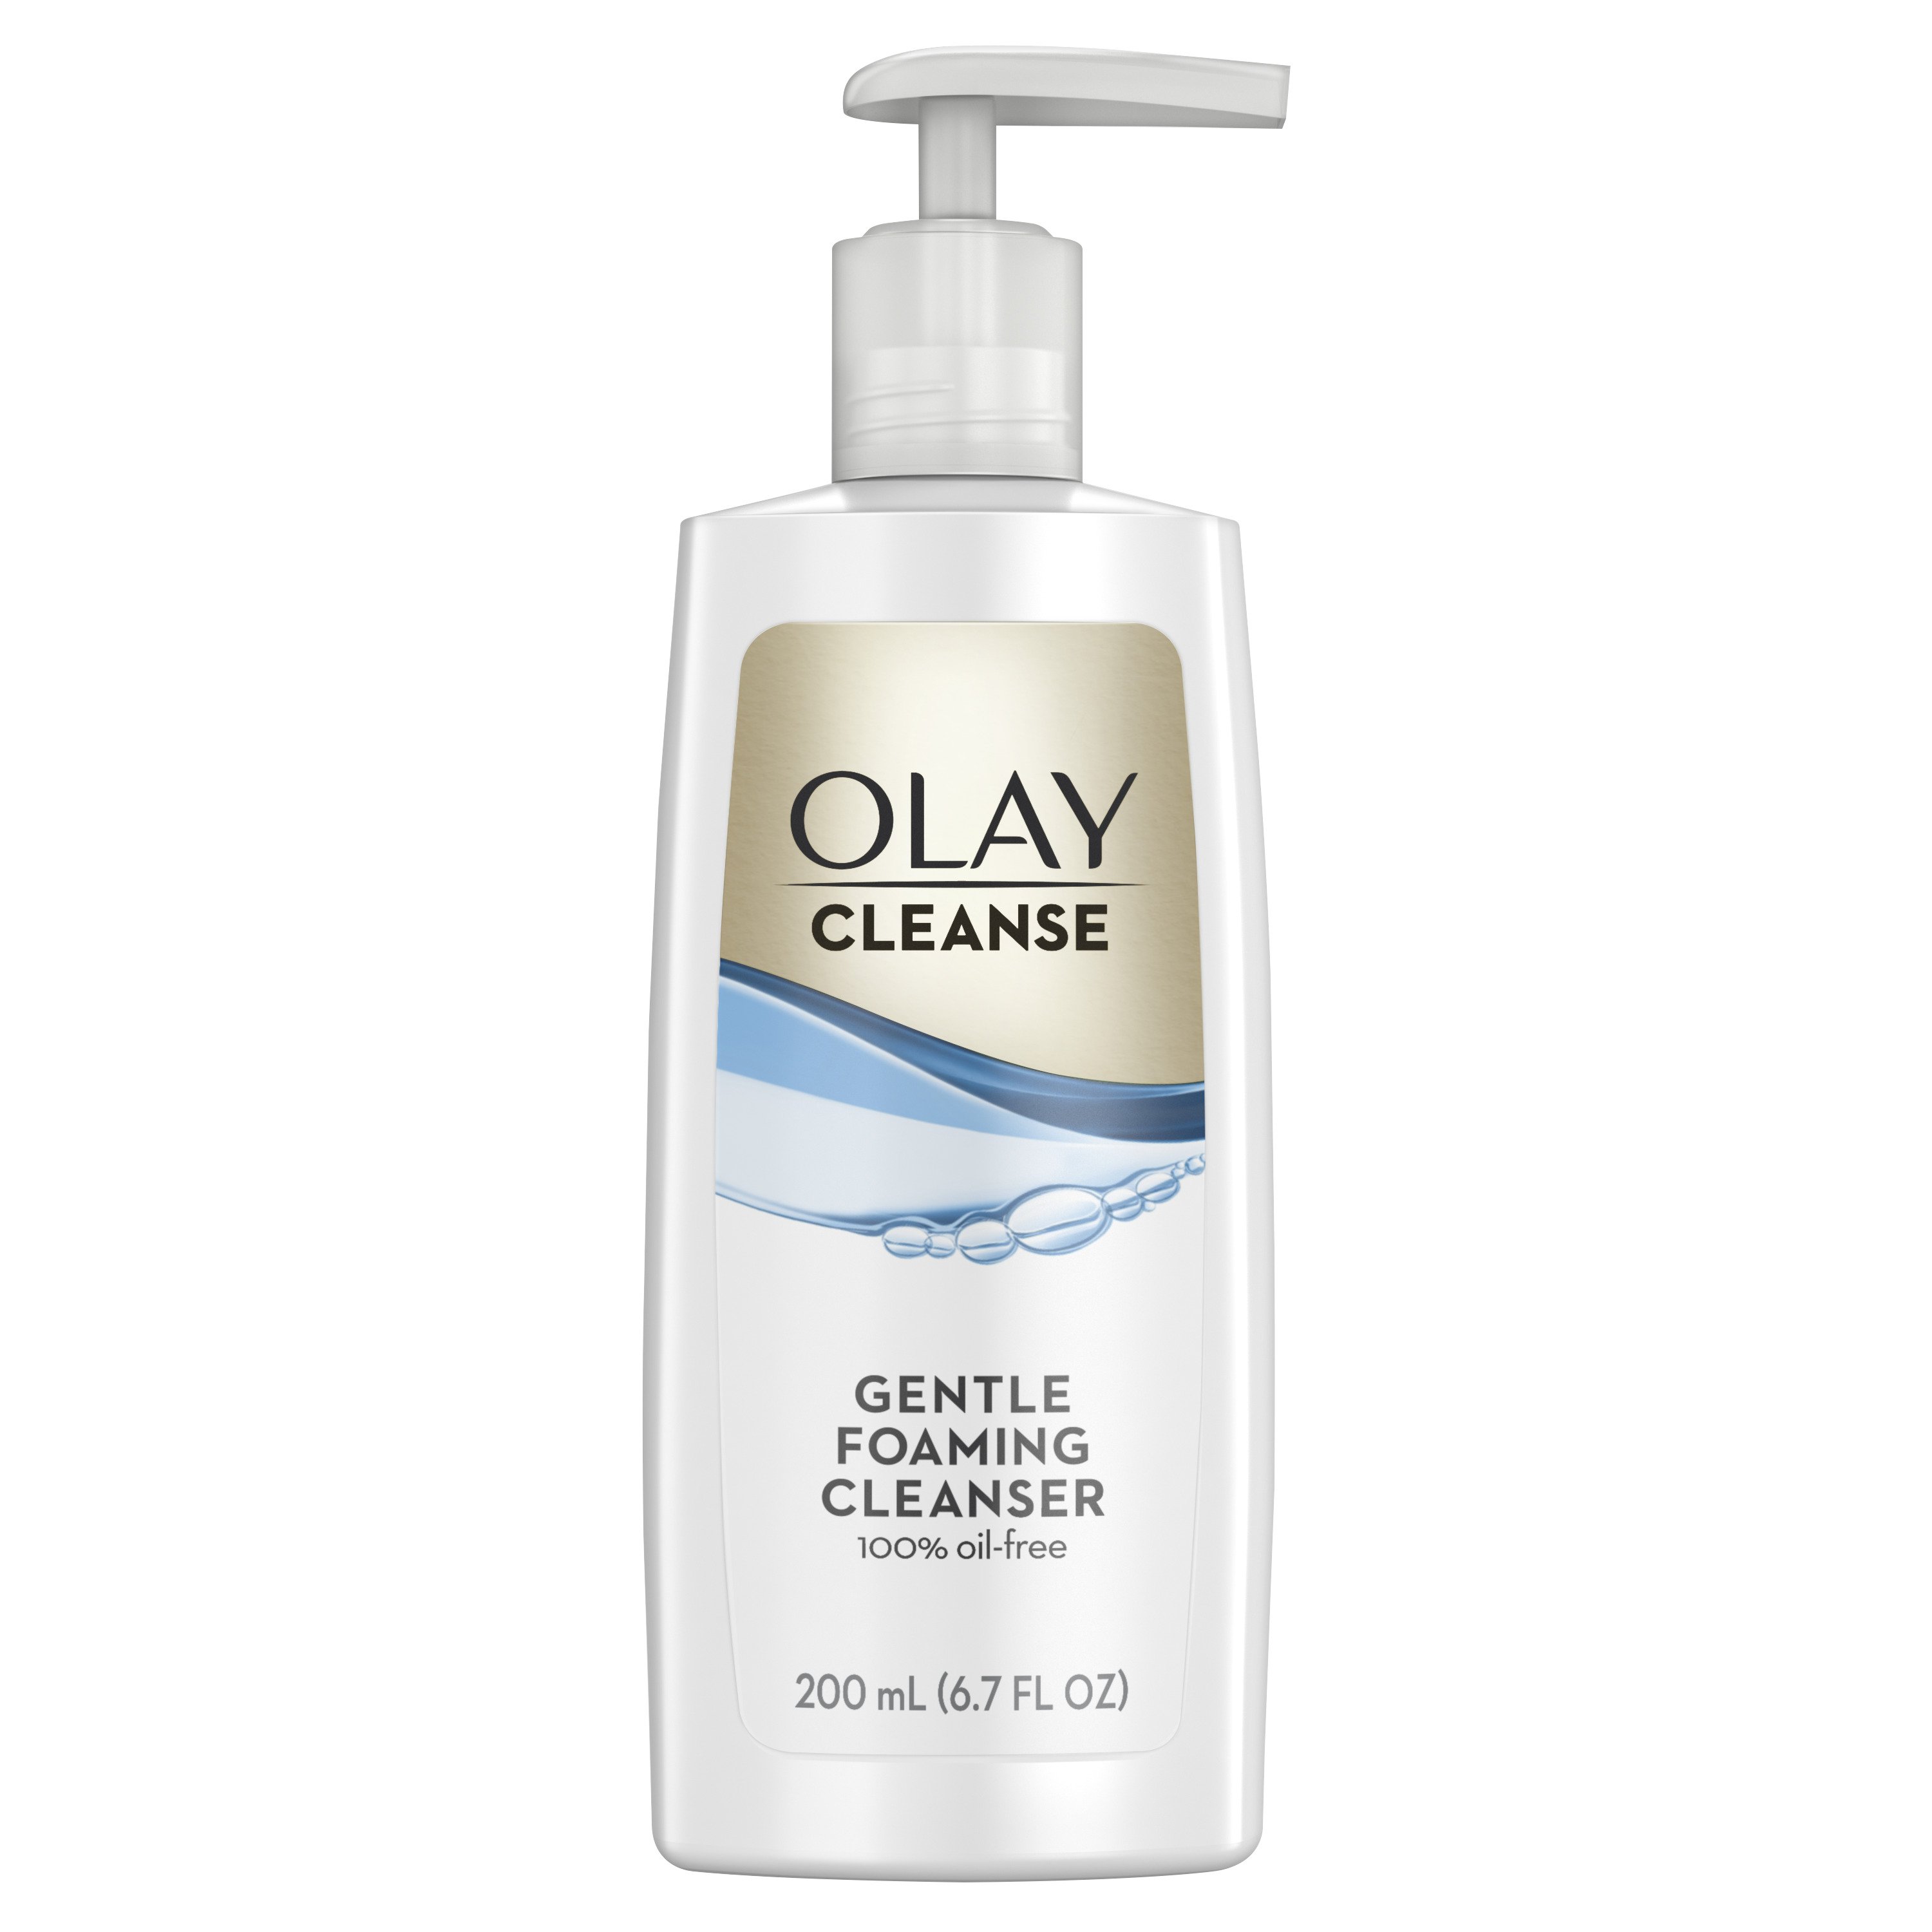 OLAY
CLEANSE
GENTLE
FOAMING
CLEANSER
100% oil-free
200 mL (6.7 FL OZ)